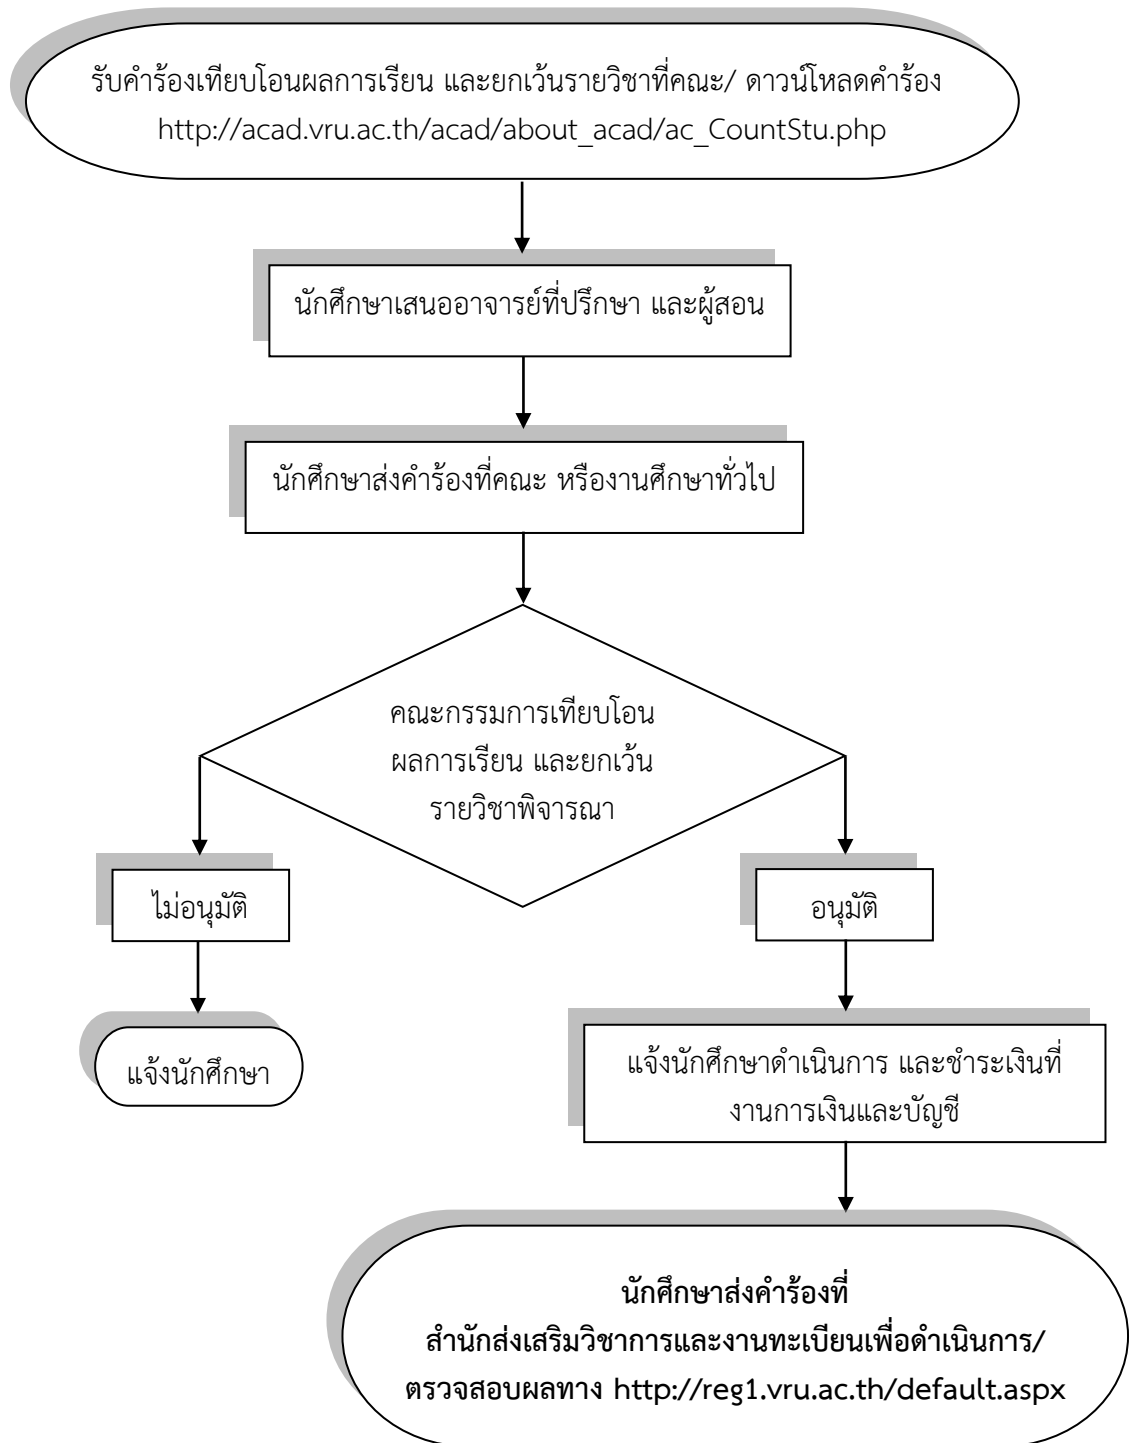 รับคำร้องเทียบโอนผลการเรียน และยกเว้นรายวิชาที่คณะ/ ดาวน์โหลดคำร้อง
http://acad.vru.ac.th/acad/about_acad/ac_CountStu.php
นักศึกษาเสนออาจารย์ที่ปรึกษา และผู้สอน
นักศึกษาส่งคำร้องที่คณะ หรืองานศึกษาทั่วไป
คณะกรรมการเทียบโอน
ผลการเรียน และยกเว้น
รายวิชาพิจารณา
ไม่อนุมัติ
อนุมัติ
แจ้งนักศึกษา
แจ้งนักศึกษาดำเนินการ และชำระเงินที่
งานการเงินและบัญชี
นักศึกษาส่งคำร้องที่
สำนักส่งเสริมวิชาการและงานทะเบียนเพื่อดำเนินการ/
ตรวจสอบผลทาง http://reg1.vru.ac.th/default.aspx